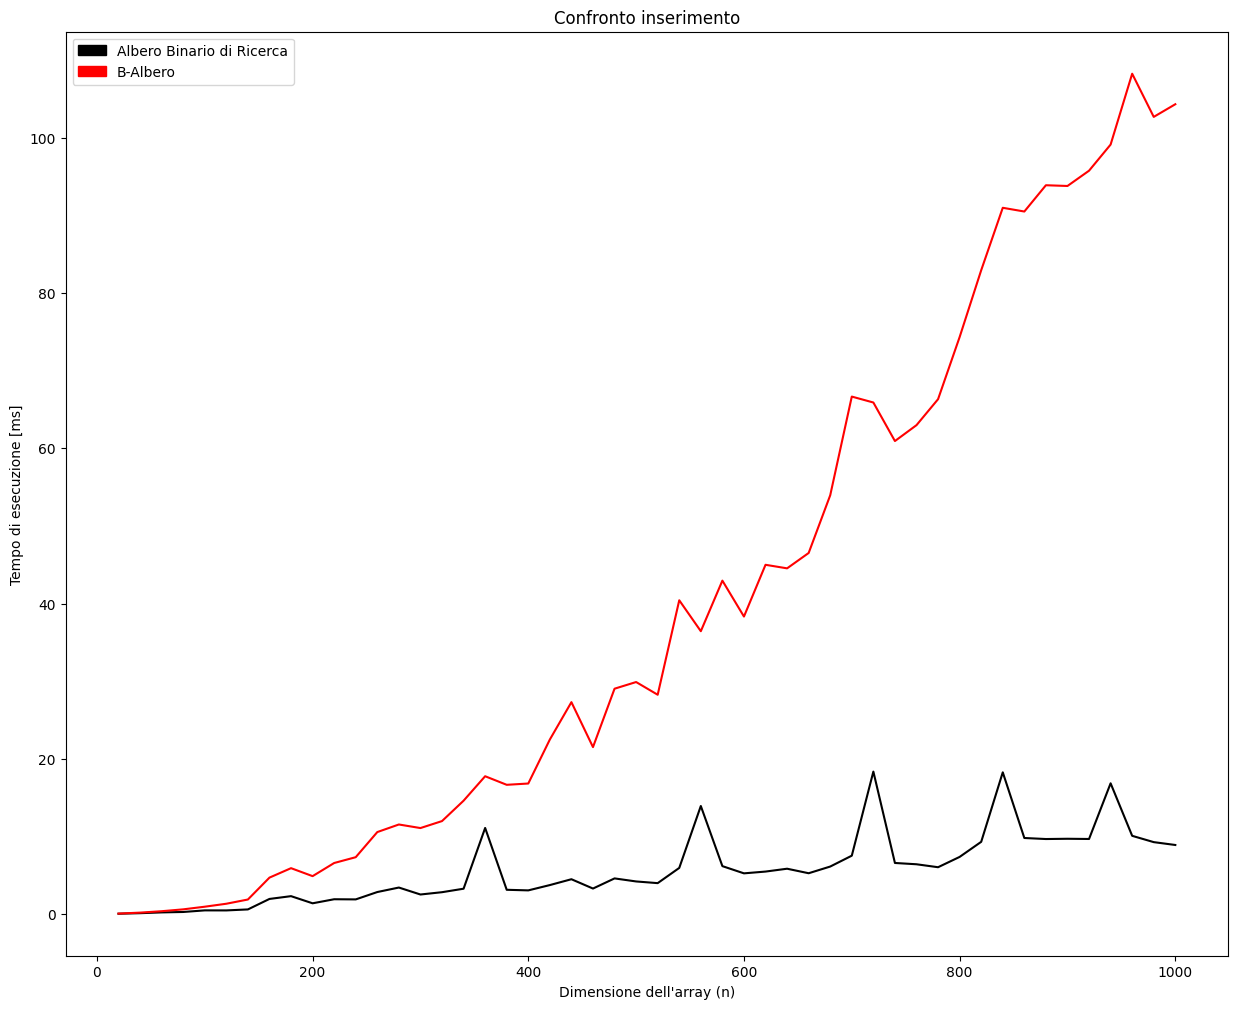 Confronto inserimento
Albero Binario di Ricerca
B-Albero
Tempo di esecuzione [ms]
100
80
60
40
20
0
0
200
400
600
800
1000
Dimensione dell'array (n)